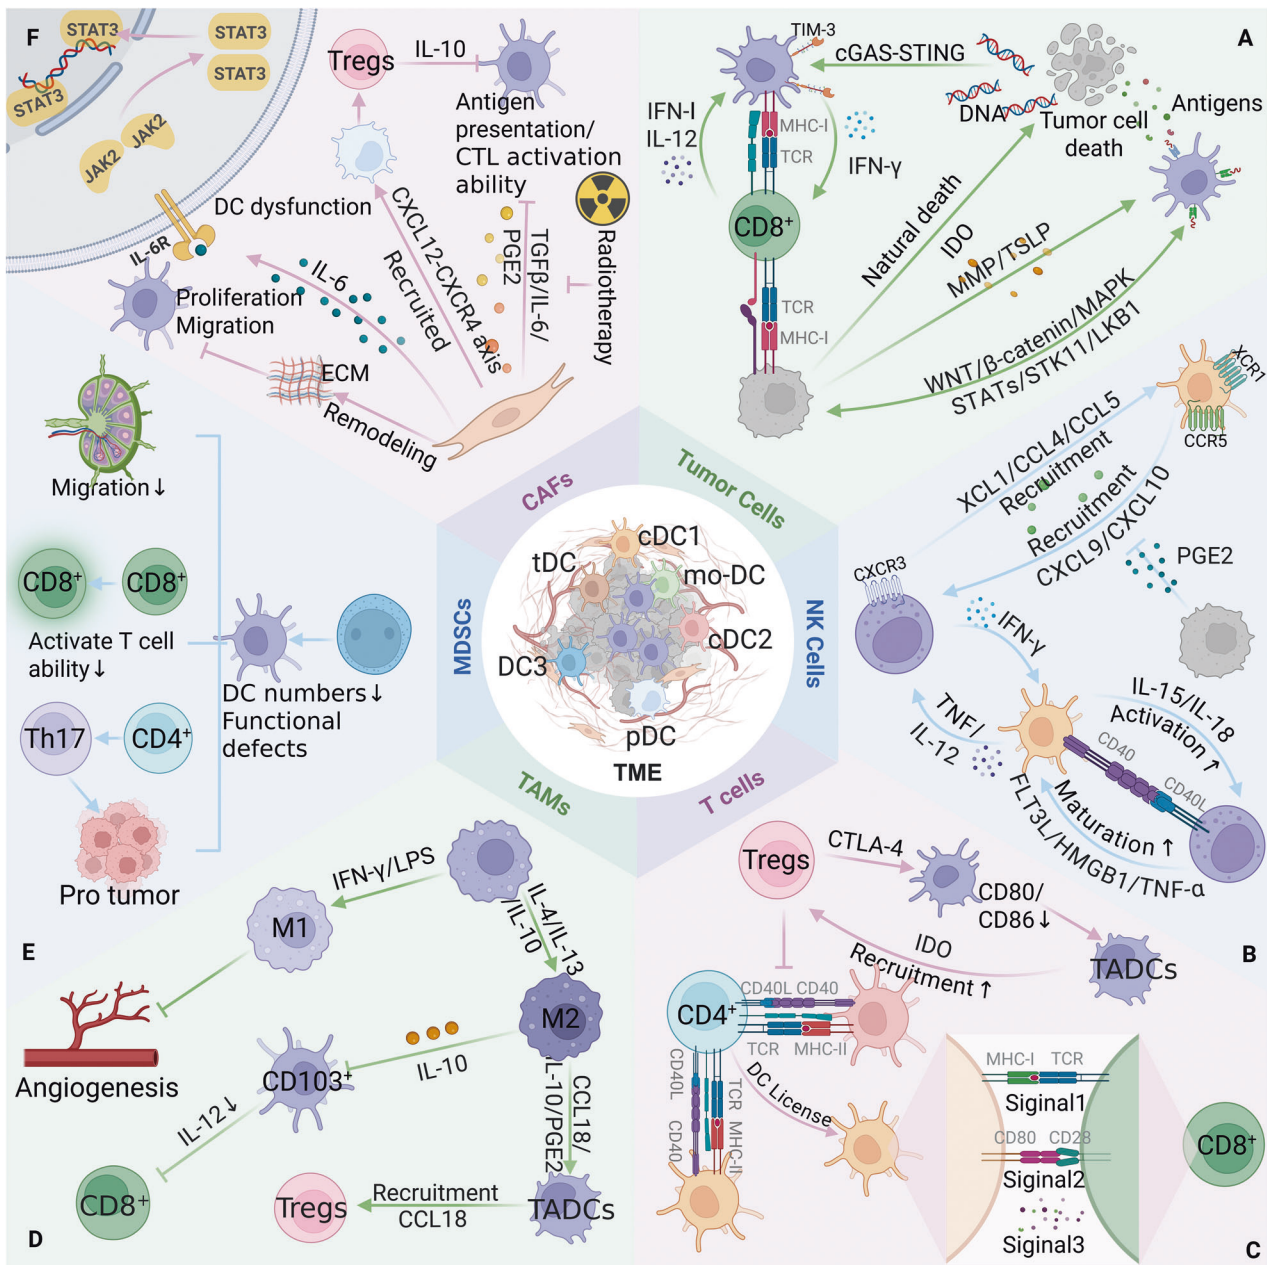 F
STAT3
STAT3
STAT3
STAT3
JAK2
JAK2
IL-6R
Tregs
IL-10
Antigen
presentation/
CTL activation
ability
DC dysfunction
IL-6
CXCL12-CXCR4 axis
Recruited
PGE2
TGFβ/IL-6/
Radiotherapy
Proliferation
Migration
ECM
Remodeling
A
TIM-3
cGAS-STING
DNA
Tumor cell
death
Antigens
IFN-I
IL-12
MHC-I
TCR
IFN-γ
CD8+
TCR
MHC-I
Natural death
IDO
MMP/TSLP
WNT/β-catenin/MAPK
STATs/STK11/LKB1
XCR1
CCR5
XCL1/CCL4/CCL5
Recruitment
Recruitment
CXCL9/CXCL10
PGE2
CXCR3
IFN-γ
TNF/
IL-12
IL-15/IL-18
Activation ↑
CD40
CD40L
Maturation ↑
FLT3L/HMGB1/TNF-α
B
CAFs
Tumor Cells
MDSCs
NK Cells
TAMs
T cells
cDC1
tDC
mo-DC
cDC2
DC3
pDC
TME
Migration↓
CD8+
CD8+
Activate T cell
ability↓
DC numbers↓
Functional
defects
Th17
CD4+
Pro tumor
E
IFN-γ/LPS
M1
IL-4/IL-13
/IL-10
M2
Angiogenesis
IL-10
CD103+
IL-12↓
CCL18/
IL-10/PGE2
CD8+
Tregs
Recruitment
CCL18
TADCs
D
Tregs
CTLA-4
CD80/
CD86↓
IDO
Recruitment ↑
TADCs
CD4+
CD40L CD40
TCR MHC-II
CD40L
CD40
TCR
MHC-II
DC License
MHC-I TCR
Siginal1
CD80 CD28
Siginal2
Siginal3
CD8+
C